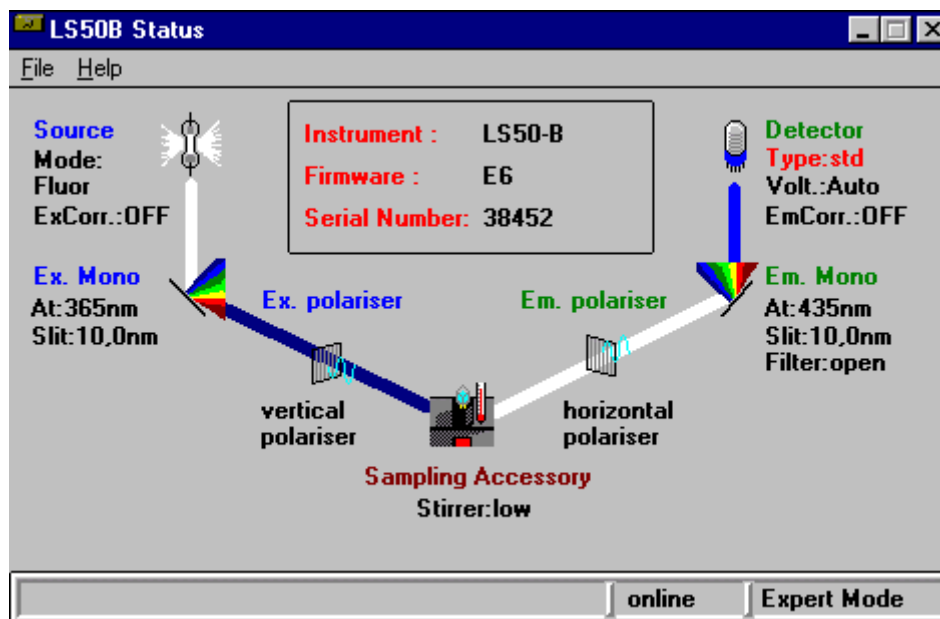 LS50B Status
File Help
Source
Mode:
Fluor
ExCorr.:OFF
Instrument : LS50-B
Firmware : E6
Serial Number: 38452
Detector
Type:std
Volt.:Auto
EmCorr.:OFF
Ex. Mono
At:365nm
Slit:10,0nm
Ex. polariser
Em. polariser
Em. Mono
At:435nm
Slit:10,0nm
Filter:open
vertical
polariser
horizontal
polariser
Sampling Accessory
Stirrer:low
online
Expert Mode